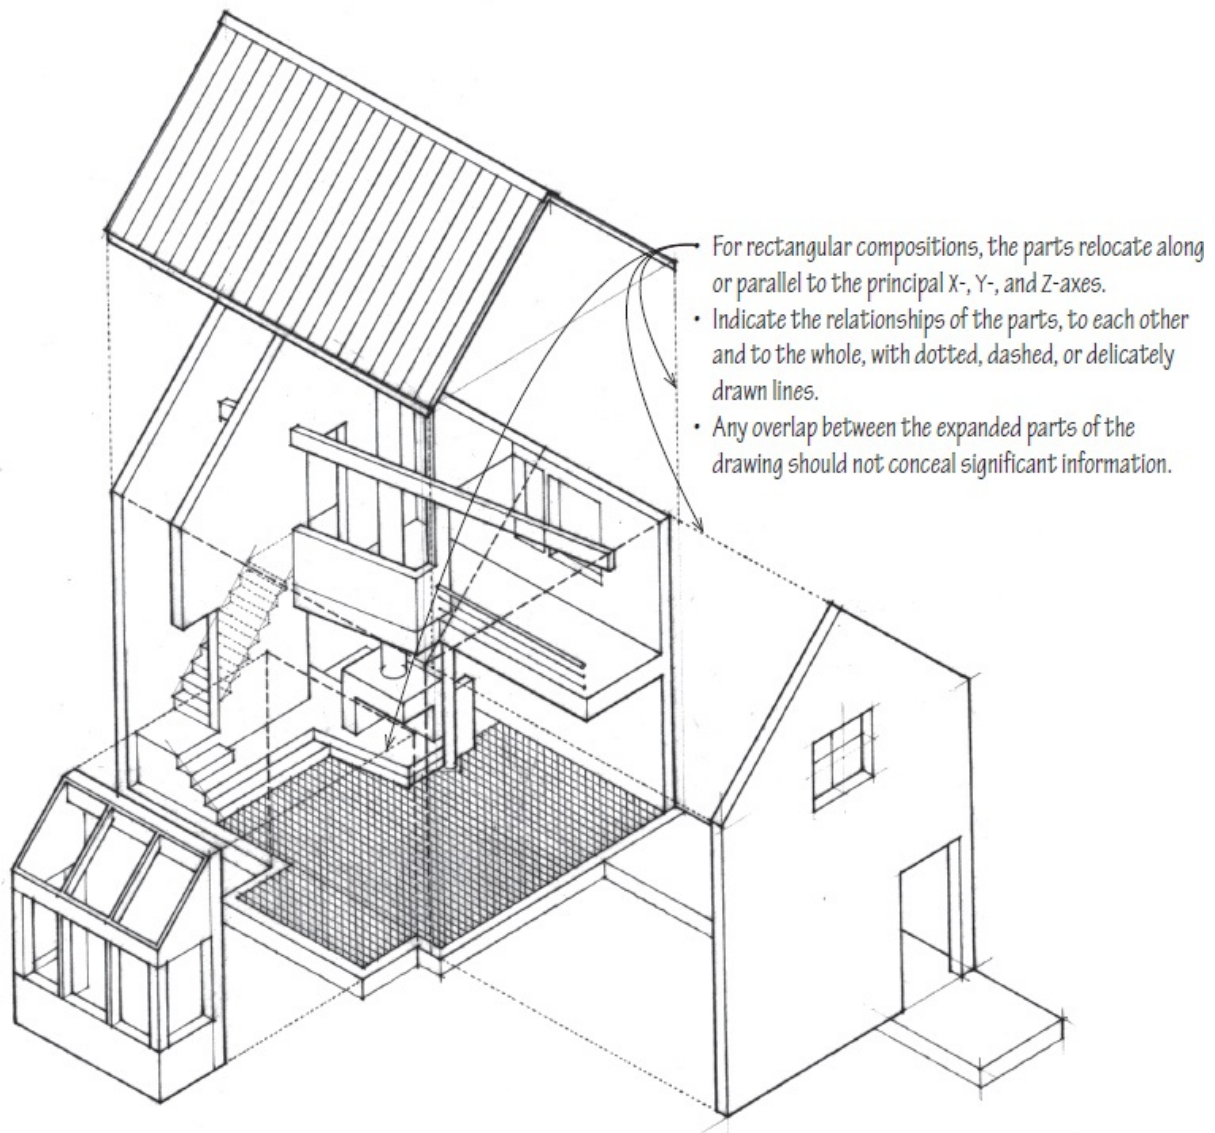 • For rectangular compositions, the parts relocate along
or parallel to the principal X-, Y-, and Z-axes.
• Indicate the relationships of the parts, to each other
and to the whole, with dotted, dashed, or delicately
drawn lines.
• Any overlap between the expanded parts of the
drawing should not conceal significant information.